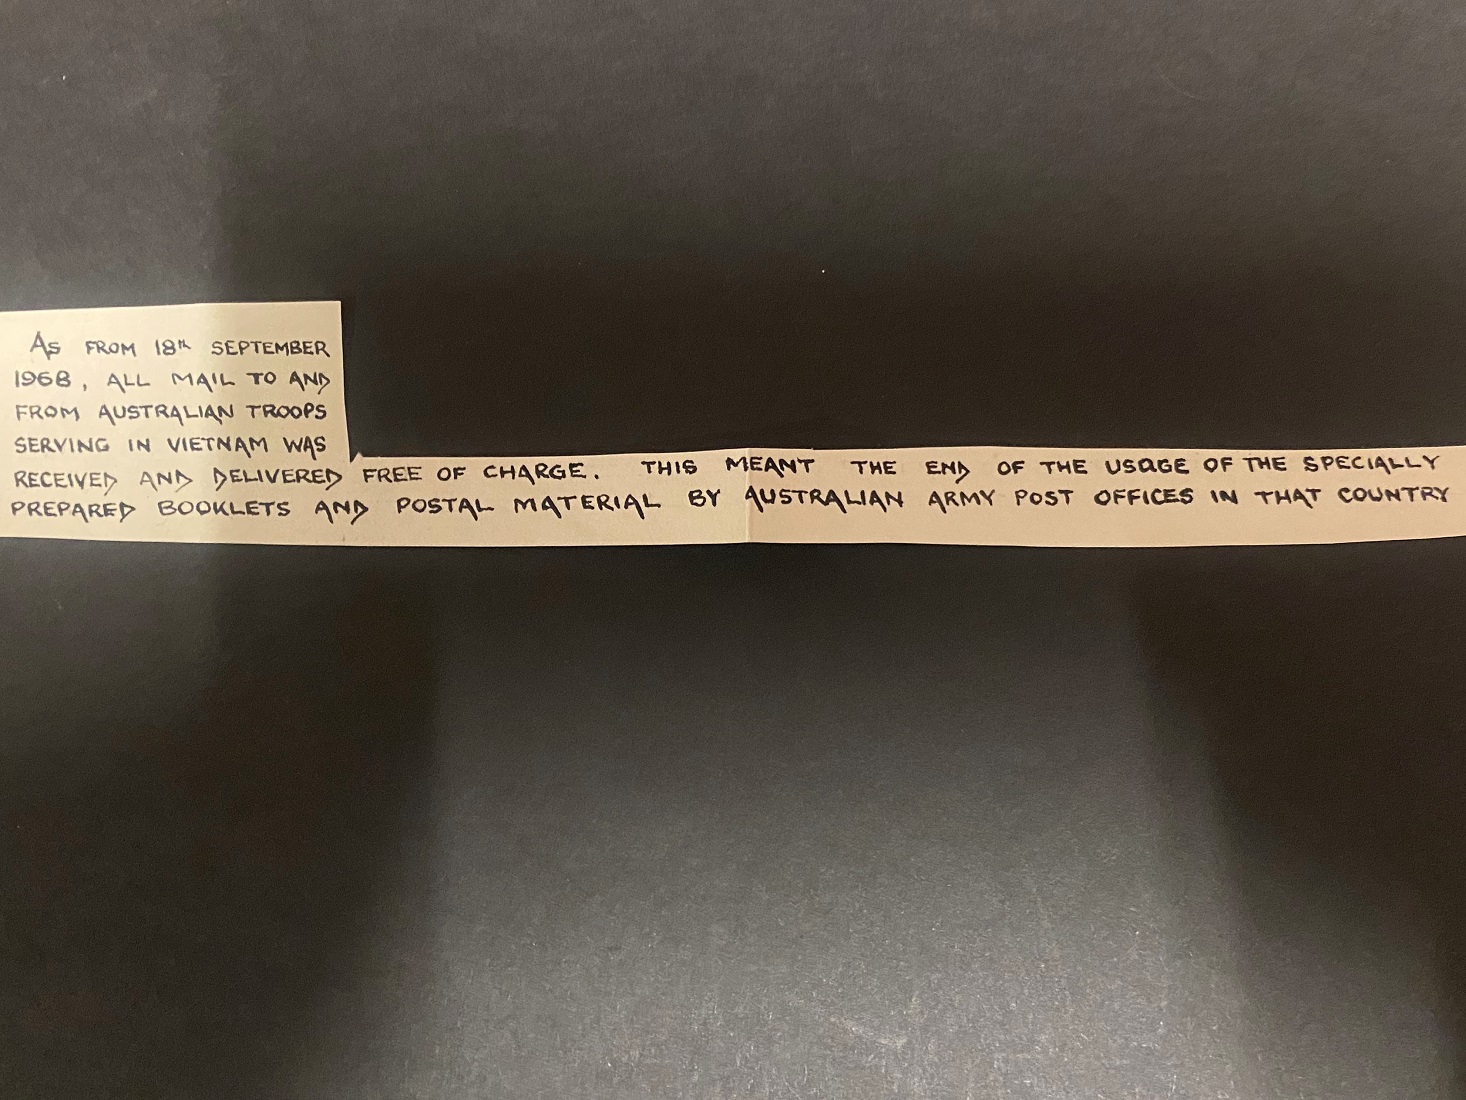 As FROM 18th SEPTEMBER
1968, ALL MAIL TO AND
FROM AUSTRALIAN TROOPS
SERVING IN VIETNAM WAS
RECEIVED AND DELIVERED FREE OF CHARGE. THIS MEANT THE END OF THE USAGE OF THE SPECIALLY
PREPARED BOOKLETS AND POSTAL MATERIAL BY AUSTRALIAN ARMY POST OFFICES IN THAT COUNTRY